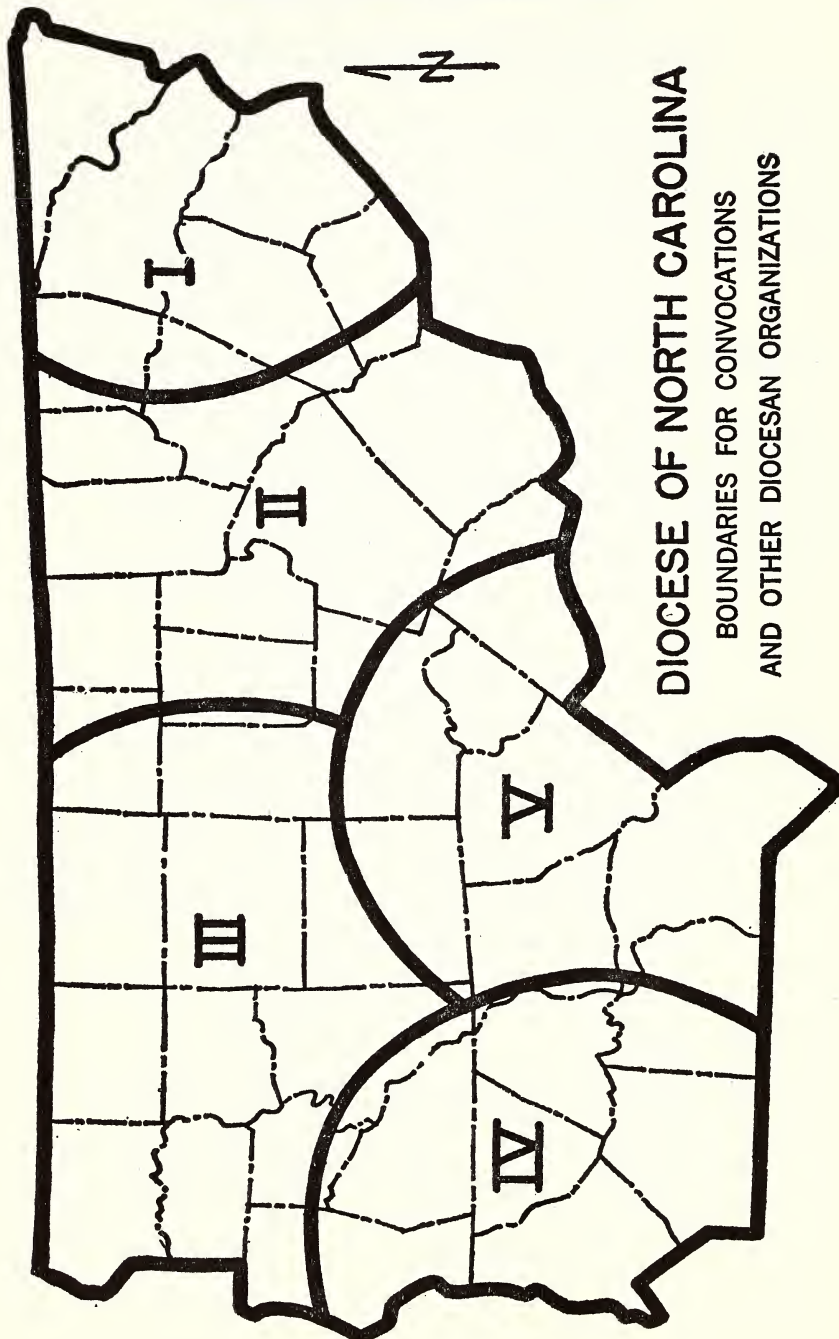 DIOCESE OF NORTH CAROLINA
BOUNDARIES FOR CONVOCATIONS
AND OTHER DIOCESAN ORGANIZATIONS
N
I
II
III
IV
V